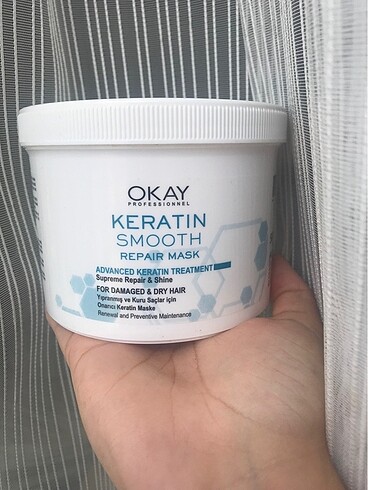 OKAY
PROFESSIONNEL
KERATIN
SMOOTH
REPAIR MASK
ADVANCED KERATIN TREATMENT
Supreme Repair & Shine
FOR DAMAGED & DRY HAIR
Yıpranmış ve Kuru Saçlar için
Onarıcı Keratin Maske
Renewal and Preventive Maintenance